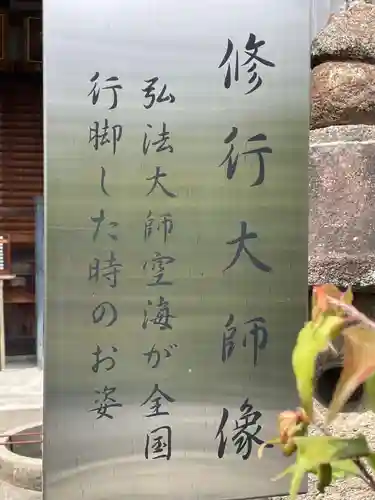 修行大師像
弘法大師空海が全国
行脚した時のお姿